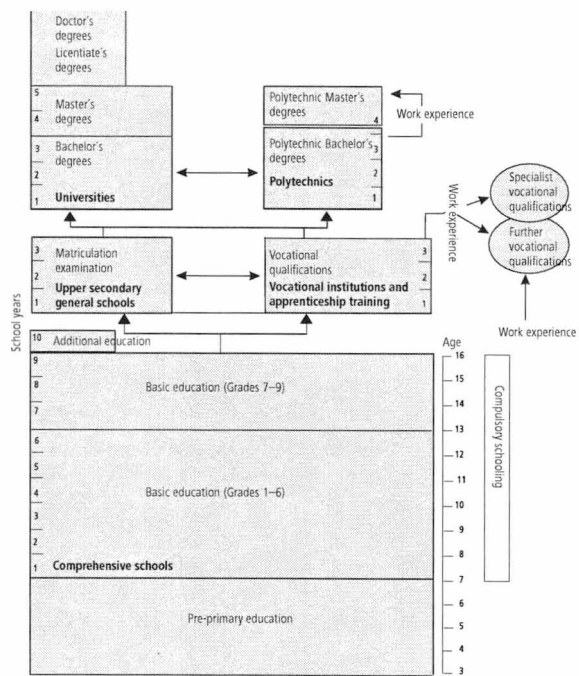 Doctor's
degrees
Licentiate's
degrees
5
4
Master's
degrees
3
2
1
Bachelor's
degrees
Universities
Polytechnic Master's
degrees
4
Work experience
Polytechnic Bachelor's
degrees
3
2
1
Polytechnics
Work experience
Specialist
vocational
qualifications
Further
vocational
qualifications
Work experience
3
2
1
Matriculation
examination
Upper secondary
general schools
Vocational
qualifications
3
2
1
Vocational institutions and
apprenticeship training
School years
10 Additional education
9
8
7
Basic education (Grades 7–9)
6
5
4
3
2
1
Basic education (Grades 1–6)
Comprehensive schools
Pre-primary education
Age
16
15
14
13
12
11
10
9
8
7
6
5
4
3
Compulsory schooling